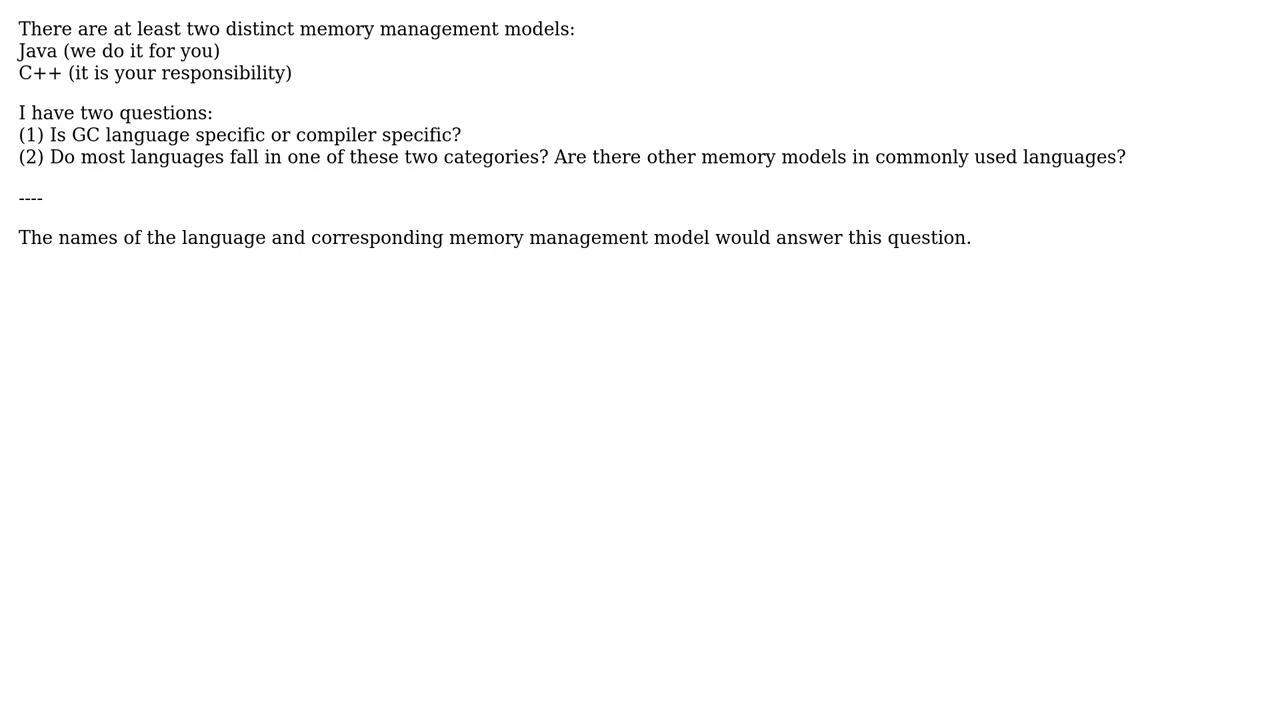 There are at least two distinct memory management models:
Java (we do it for you)
C++ (it is your responsibility)
I have two questions:
(1) Is GC language specific or compiler specific?
(2) Do most languages fall in one of these two categories? Are there other memory models in commonly used languages?
----
The names of the language and corresponding memory management model would answer this question.